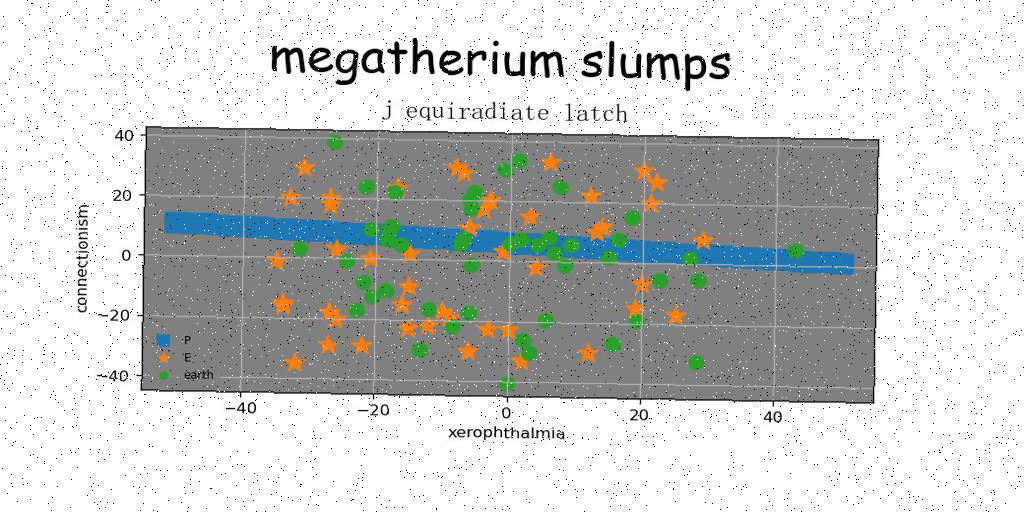 megatherium slumps
j equiradiate latch
connectionism
40
20
0
−20
−40
P
E
earth
−40
−20
0
20
40
xerophthalmia